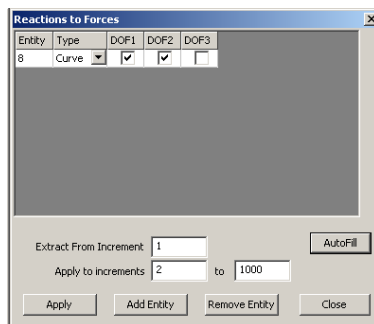 Reactions to Forces
Entity Type DOF1 DOF2 DOF3
8 Curve
AutoFill
Extract From Increment 1
Apply to increments 2 to 1000
Apply Add Entity Remove Entity Close